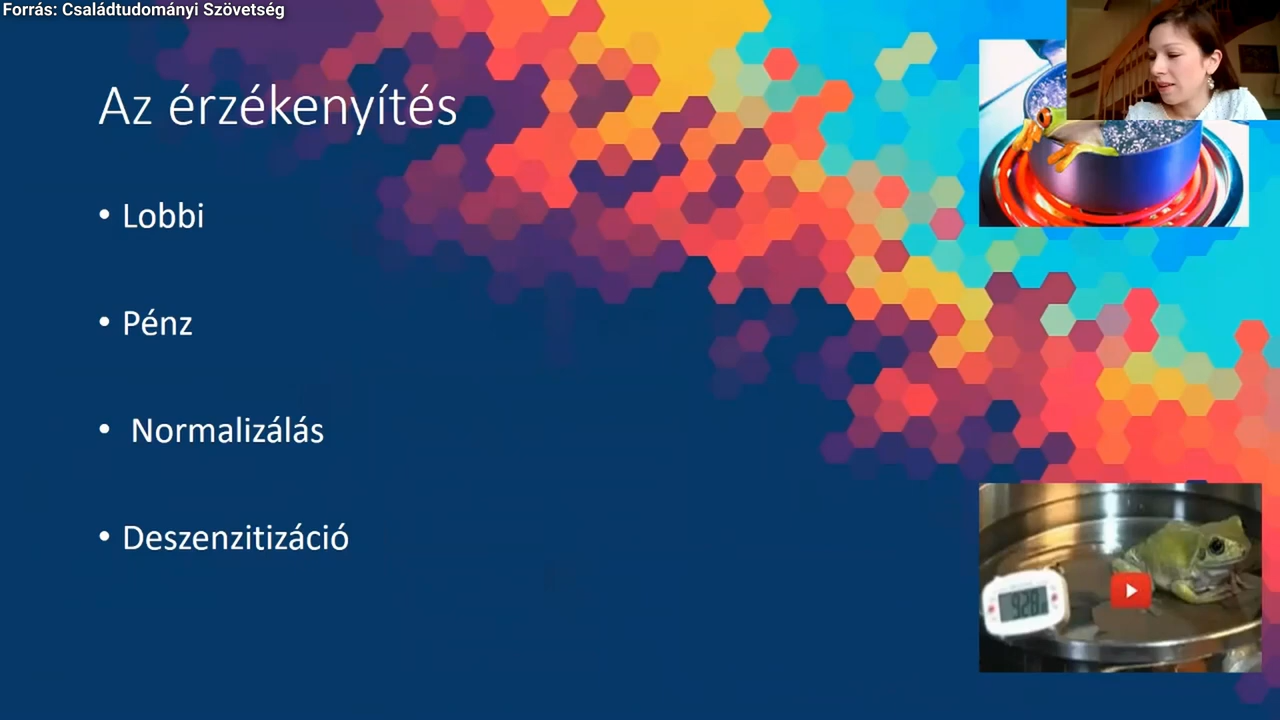 Forrás: Családtudományi Szövetség
Az érzékenyítés
• Lobbi
• Pénz
• Normalizálás
• Deszenzitizáció